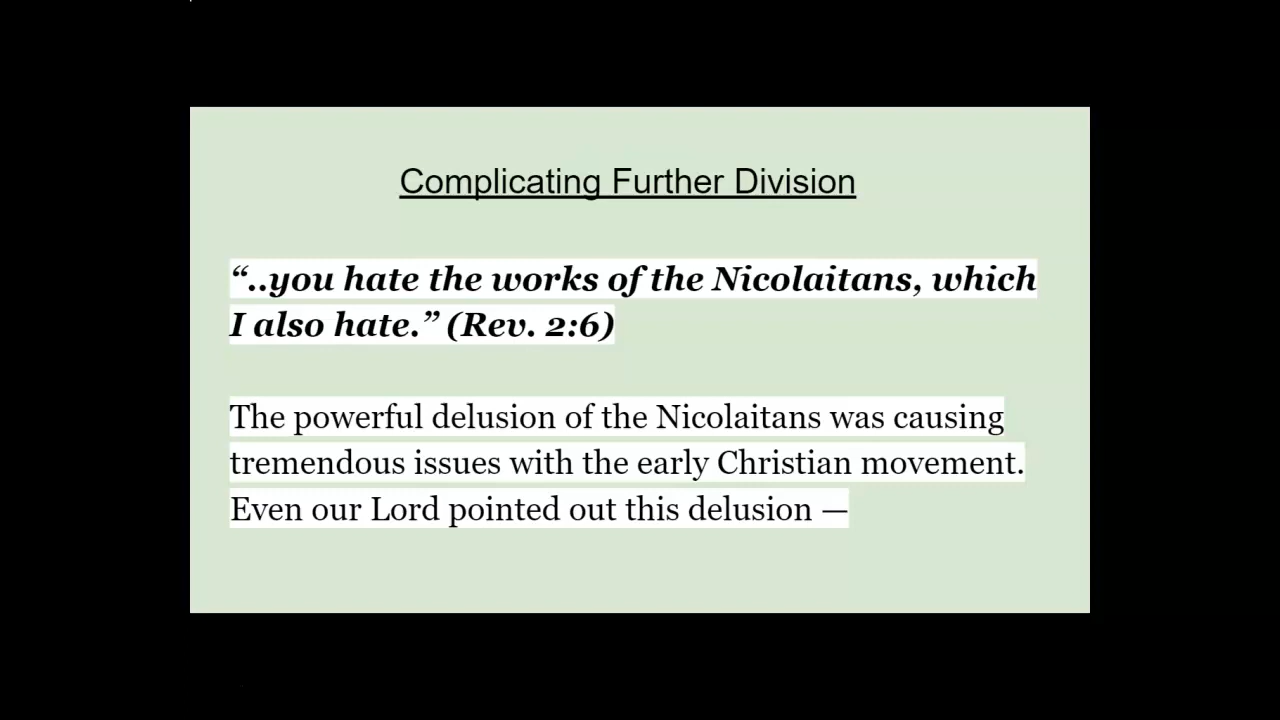 Complicating Further Division
“..you hate the works of the Nicolaitans, which
I also hate.” (Rev. 2:6)
The powerful delusion of the Nicolaitans was causing
tremendous issues with the early Christian movement.
Even our Lord pointed out this delusion —